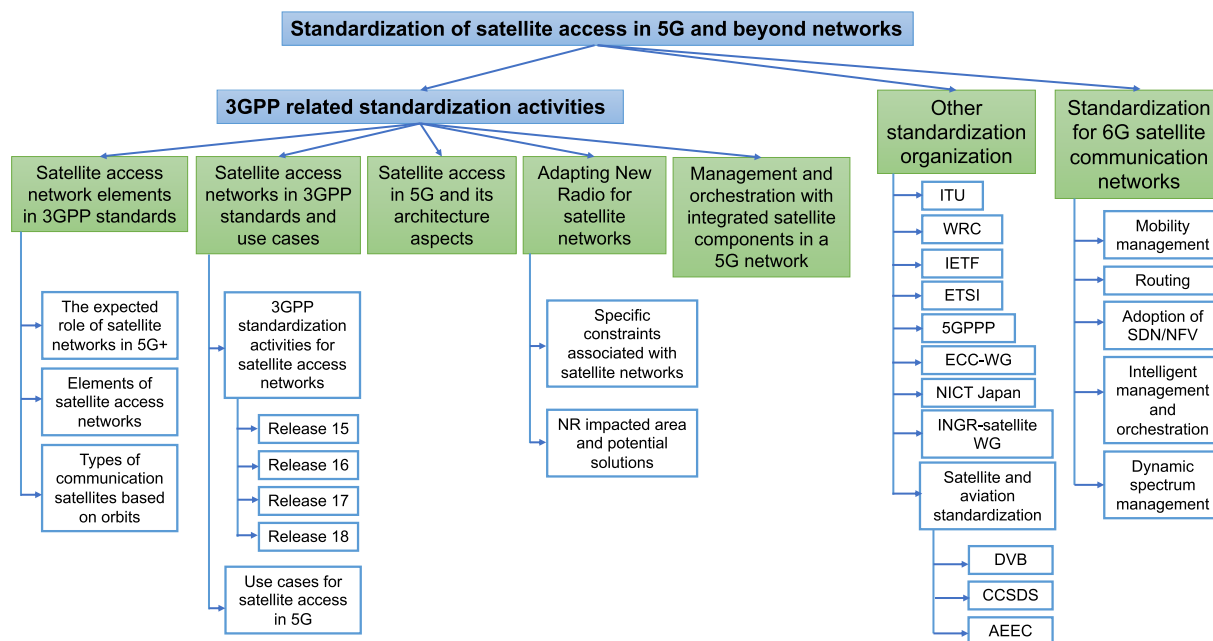 Standardization of satellite access in 5G and beyond networks
3GPP related standardization activities
Satellite access
network elements
in 3GPP standards
The expected
role of satellite
networks in 5G+
Elements of
satellite access
networks
Types of
communication
satellites based
on orbits
Satellite access
networks in 3GPP
standards and
use cases
3GPP
standardization
activities for
satellite access
networks
Release 15
Release 16
Release 17
Release 18
Use cases for
satellite access
in 5G
Satellite access
in 5G and its
architecture
aspects
Adapting New
Radio for
satellite
networks
Specific
constraints
associated with
satellite networks
NR impacted area
and potential
solutions
Management and
orchestration with
integrated satellite
components in a
5G network
Other
standardization
organization
ITU
WRC
IETF
ETSI
5GPPP
ECC-WG
NICT Japan
INGR-satellite
WG
Satellite and
aviation
standardization
DVB
CCSDS
AEEC
Standardization
for 6G satellite
communication
networks
Mobility
management
Routing
Adoption of
SDN/NFV
Intelligent
management
and
orchestration
Dynamic
spectrum
management